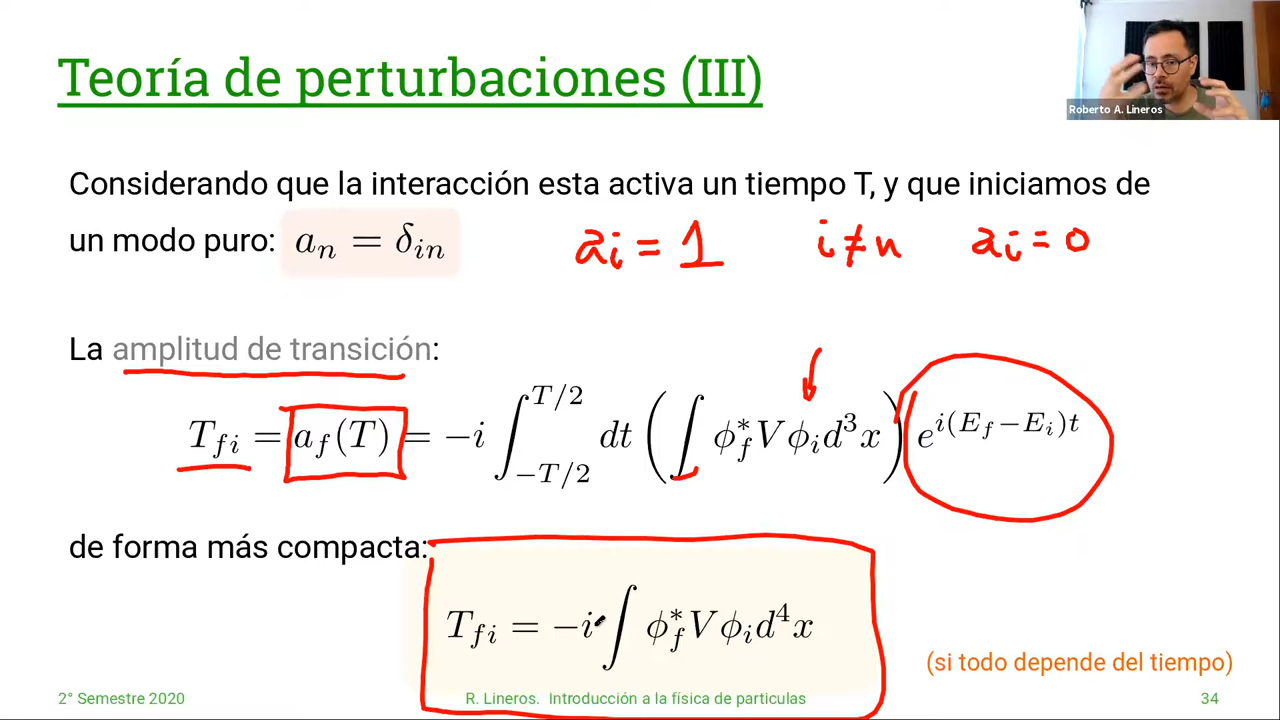 Teoría de perturbaciones (III)
Roberto A. Lineros
Considerando que la interacción esta activa un tiempo T, y que iniciamos de
un modo puro: a_n = δ_{in} ai = 1 i ≠ n ai = 0
La amplitud de transición:
T_{fi} = a_f(T) = −i ∫_{−T/2}^{T/2} dt (∫ φ_f^* V φ_i d^3x) e^{i(E_f−E_i)t}
de forma más compacta:
T_{fi} = −i ∫ φ_f^* V φ_i d^4x
(si todo depende del tiempo)
2° Semestre 2020 R. Lineros. Introducción a la física de particulas 34